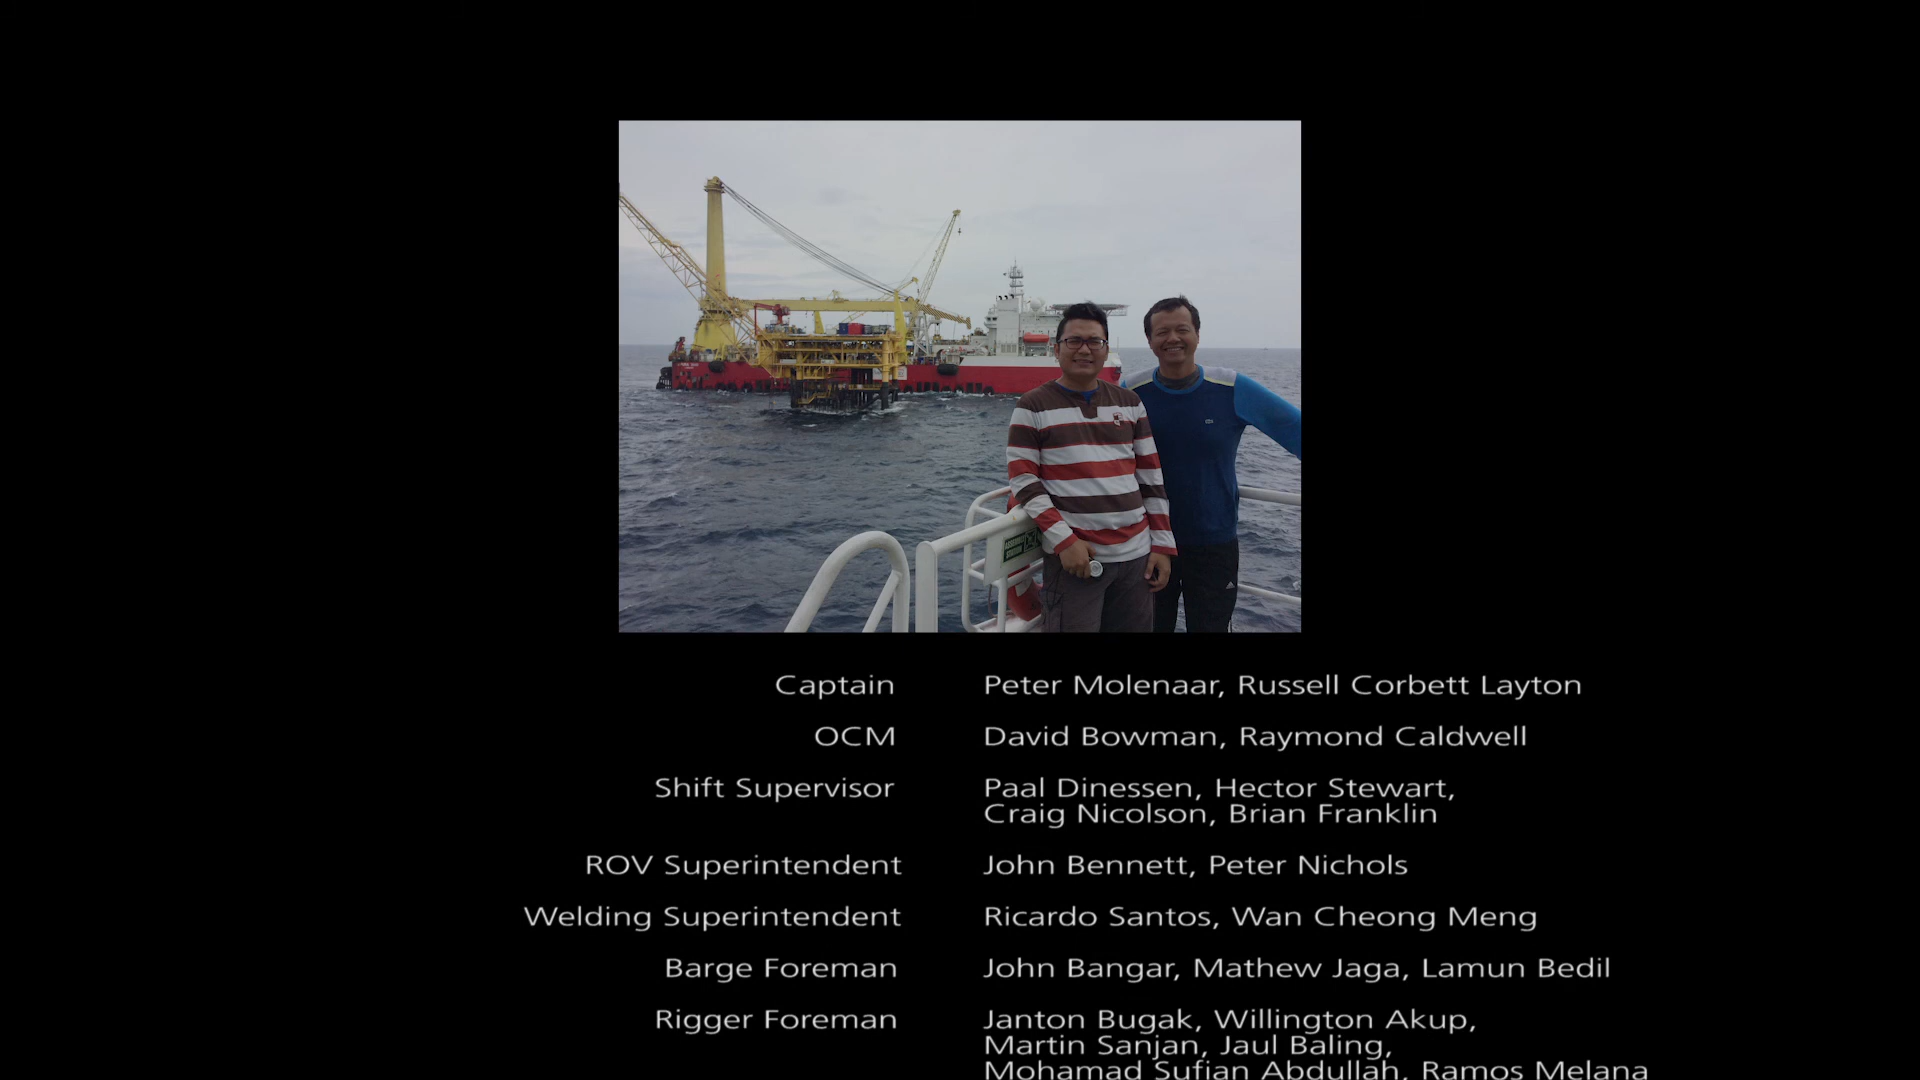 Captain Peter Molenaar, Russell Corbett Layton
OCM David Bowman, Raymond Caldwell
Shift Supervisor Paal Dinessen, Hector Stewart,
Craig Nicolson, Brian Franklin
ROV Superintendent John Bennett, Peter Nichols
Welding Superintendent Ricardo Santos, Wan Cheong Meng
Barge Foreman John Bangar, Mathew Jaga, Lamun Bedil
Rigger Foreman Janton Bugak, Willington Akup,
Martin Sanjan, Jaul Baling,
Mohamad Sufian Abdullah, Ramos Melana